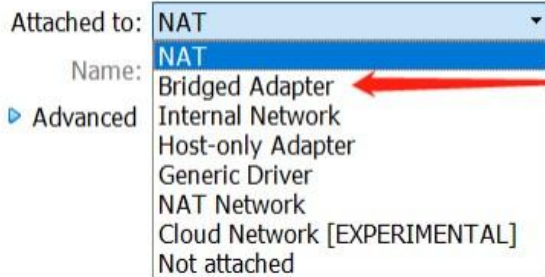 Attached to: NAT
NAT
Name:
Bridged Adapter
Advanced
Internal Network
Host-only Adapter
Generic Driver
NAT Network
Cloud Network [EXPERIMENTAL]
Not attached